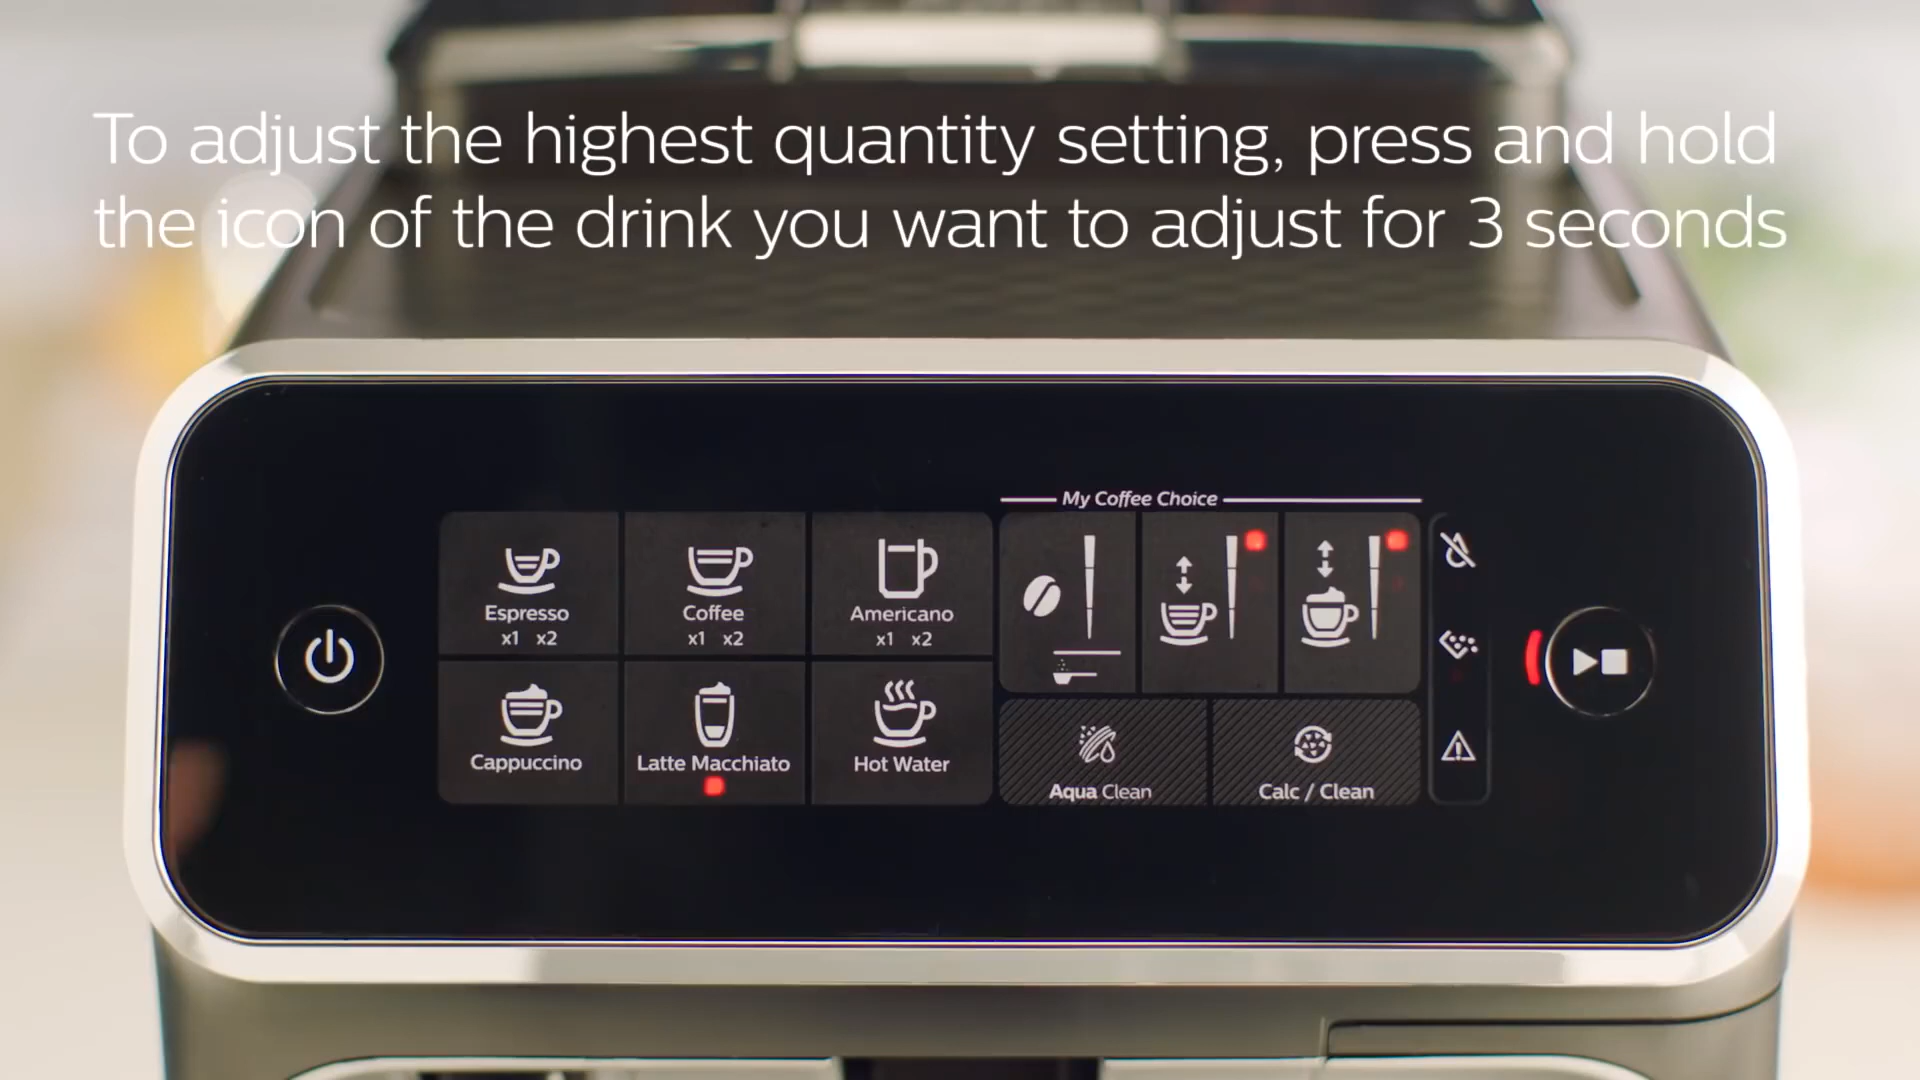 To adjust the highest quantity setting, press and hold
the icon of the drink you want to adjust for 3 seconds
My Coffee Choice
Espresso
x1 x2
Coffee
x1 x2
Americano
x1 x2
Cappuccino
Latte Macchiato
Hot Water
Aqua Clean
Calc / Clean